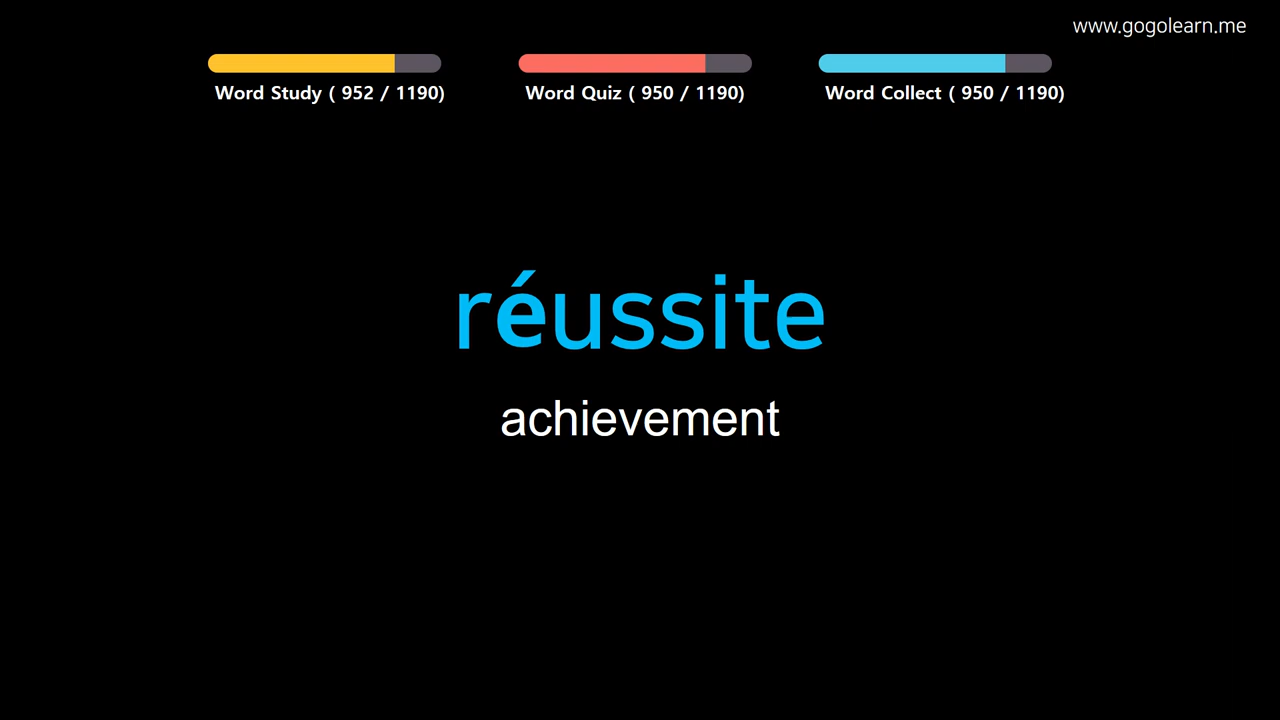 www.gogolearn.me
Word Study ( 952 / 1190)
Word Quiz ( 950 / 1190)
Word Collect ( 950 / 1190)
réussite
achievement